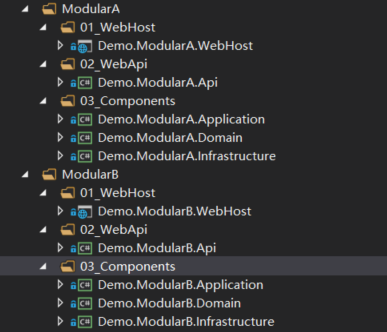 ModularA
01_WebHost
Demo.ModularA.WebHost
02_WebApi
C# Demo.ModularA.Api
03_Components
C# Demo.ModularA.Application
C# Demo.ModularA.Domain
C# Demo.ModularA.Infrastructure
ModularB
01_WebHost
Demo.ModularB.WebHost
02_WebApi
C# Demo.ModularB.Api
03_Components
C# Demo.ModularB.Application
C# Demo.ModularB.Domain
C# Demo.ModularB.Infrastructure